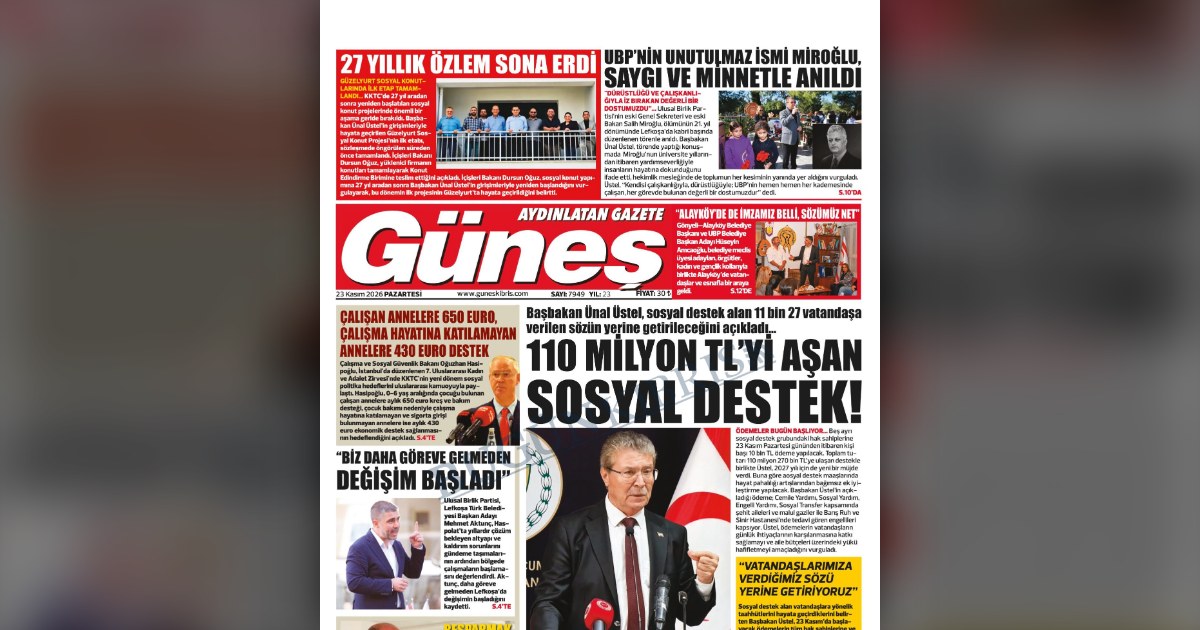 27 YILLIK ÖZLEM SONA ERDİ
GÜZELYURT SOSYAL KONUT-
LARINDA İLK ETAP TAMAM-
LANDI... KKTC'de 27 yıl aradan
sonra yeniden başlatılan sosyal
konut projelerinde önemli bir
aşama geride bırakıldı. Başba-
kan Ünal Üstel'in girişimleriyle
hayata geçirilen Güzelyurt Sos-
yal Konut Projesi'nin ilk etabı,
sözleşmede öngörülen süreden
önce tamamlandı. İçişleri Bakanı
Dursun Oğuz, yüklenici firmanın
konutları tamamlayarak Konut
Edindirme Birimine teslim ettiğini açıkladı. İçişleri Bakanı Dursun Oğuz, sosyal konut yapı-
mına 27 yıl aradan sonra Başbakan Ünal Üstel'in girişimleriyle yeniden başlandığını vur-
gulayarak, bu dönemin ilk projesinin Güzelyurt'ta hayata geçirildiğini belirtti.
UBP'NİN UNUTULMAZ İSMİ MİROĞLU,
SAYGI VE MİNNETLE ANILDI
"DÜRÜSTLÜĞÜ VE ÇALIŞKANLI-
ĞIYLA İZ BIRAKAN DEĞERLİ BİR
DOSTUMUZDU"... Ulusal Birlik Par-
tisi'nin eski Genel Sekreteri ve eski
Bakan Salih Miroğlu, ölümünün 21. yıl
dönümünde Lefkoşa'da kabri başında
düzenlenen törenle anıldı. Başbakan
Ünal Üstel, törende yaptığı konuş-
mada Miroğlu'nun üniversite yılların-
dan itibaren yardımseverliğiyle
insanların hayatına dokunduğunu
ifade etti, hekimlik mesleğinde de toplumun her kesiminin yanında yer aldığını vurguladı.
Üstel, "Kendisi çalışkanlığıyla, dürüstlüğüyle; UBP'nin hemen hemen her kademesinde
çalışan, her görevde bulunan değerli bir dostumuzdur" dedi. S.10'DA
AYDINLATAN GAZETE
Güneş
23 Kasım 2026 PAZARTESİ www.guneskibris.com SAYI: 7949 YIL: 23 FİYAT: 30 ₺
"ALAYKÖY'DE DE İMZAMIZ BELLİ, SÖZÜMÜZ NET"
Gönyeli-Alayköy Belediye
Başkanı ve UBP Belediye
Başkan Adayı Hüseyin
Amcaoğlu, belediye meclis
üyesi adayları, örgütler,
kadın ve gençlik kollarıyla
birlikte Alayköy'de vatan-
daşlar ve esnafla bir araya
geldi. S.12'DE
ÇALIŞAN ANNELERE 650 EURO,
ÇALIŞMA HAYATINA KATILAMAYAN
ANNELERE 430 EURO DESTEK
Çalışma ve Sosyal Güvenlik Bakanı Oğuzhan Hasi-
poğlu, İstanbul'da düzenlenen 7. Uluslararası Kadın
ve Adalet Zirvesi'nde KKTC'nin yeni dönem sosyal
politika hedeflerini uluslararası kamuoyuyla pay-
laştı. Hasipoğlu, 0-6 yaş aralığında çocuğu bulunan
çalışan annelere aylık 650 euro kreş ve bakım
desteği, çocuk bakımı nedeniyle çalışma
hayatına katılamayan ve sigorta girişi
bulunmayan annelere ise aylık 430
euro ekonomik destek sağlanması-
nın hedeflendiğini açıkladı. S.4'TE
"BİZ DAHA GÖREVE GELMEDEN
DEĞİŞİM BAŞLADI"
Ulusal Birlik Partisi,
Lefkoşa Türk Beledi-
yesi Başkan Adayı
Mehmet Aktunç, Has-
polat'ta yıllardır çözüm
bekleyen altyapı ve
kaldırım sorunlarını
gündeme taşımaları-
nın ardından bölgede
çalışmaların başlama-
sını değerlendirdi. Ak-
tunç, daha göreve
gelmeden Lefkoşa'da
değişimin başladığını
kaydetti. S.4'TE
BEŞPARMAK
Başbakan Ünal Üstel, sosyal destek alan 11 bin 27 vatandaşa
verilen sözün yerine getirileceğini açıkladı...
110 MİLYON TL'Yİ AŞAN
SOSYAL DESTEK!
ÖDEMELER BUGÜN BAŞLIYOR... Beş ayrı
sosyal destek grubundaki hak sahiplerine
23 Kasım Pazartesi gününden itibaren kişi
başı 10 bin TL ödeme yapılacak. Toplam tu-
tarı 110 milyon 270 bin TL'ye ulaşan destekle
birlikte Üstel, 2027 yılı için de yeni bir müjde
verdi. Buna göre sosyal destek maaşlarında
hayat pahalılığı artışlarından bağımsız ek iyi-
leştirme yapılacak. Başbakan Üstel'in açık-
ladığı ödeme; Cemile Yardımı, Sosyal Yardım,
Engelli Yardım, Sosyal Transfer kapsamında
şehit aileleri ve malul gaziler ile Barış Ruh ve
Sinir Hastanesi'nde tedavi gören engellileri
kapsıyor. Üstel, ödemelerin vatandaşların
günlük ihtiyaçlarının karşılanmasına katkı
sağlamayı ve aile bütçeleri üzerindeki yükü
hafifletmeyi amaçladığını vurguladı.
"VATANDAŞLARIMIZA
VERDİĞİMİZ SÖZÜ
YERİNE GETİRİYORUZ"
Sosyal destek alan vatandaşlara yönelik
taahhütlerini hayata geçirdiklerini belir-
ten Başbakan Üstel, 23 Kasım'da başla-